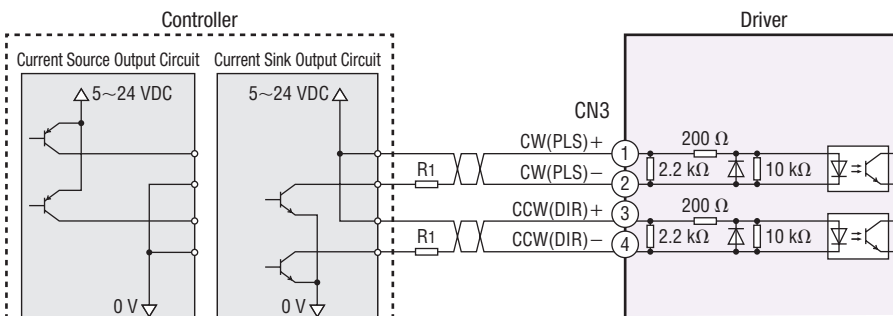 Controller
Driver
Current Source Output Circuit
Current Sink Output Circuit
5~24 VDC
5~24 VDC
CN3
CW(PLS)+
1
200 Ω
R1
CW(PLS)−
2
2.2 kΩ
10 kΩ
CCW(DIR)+
3
200 Ω
R1
CCW(DIR)−
4
2.2 kΩ
10 kΩ
0 V
0 V